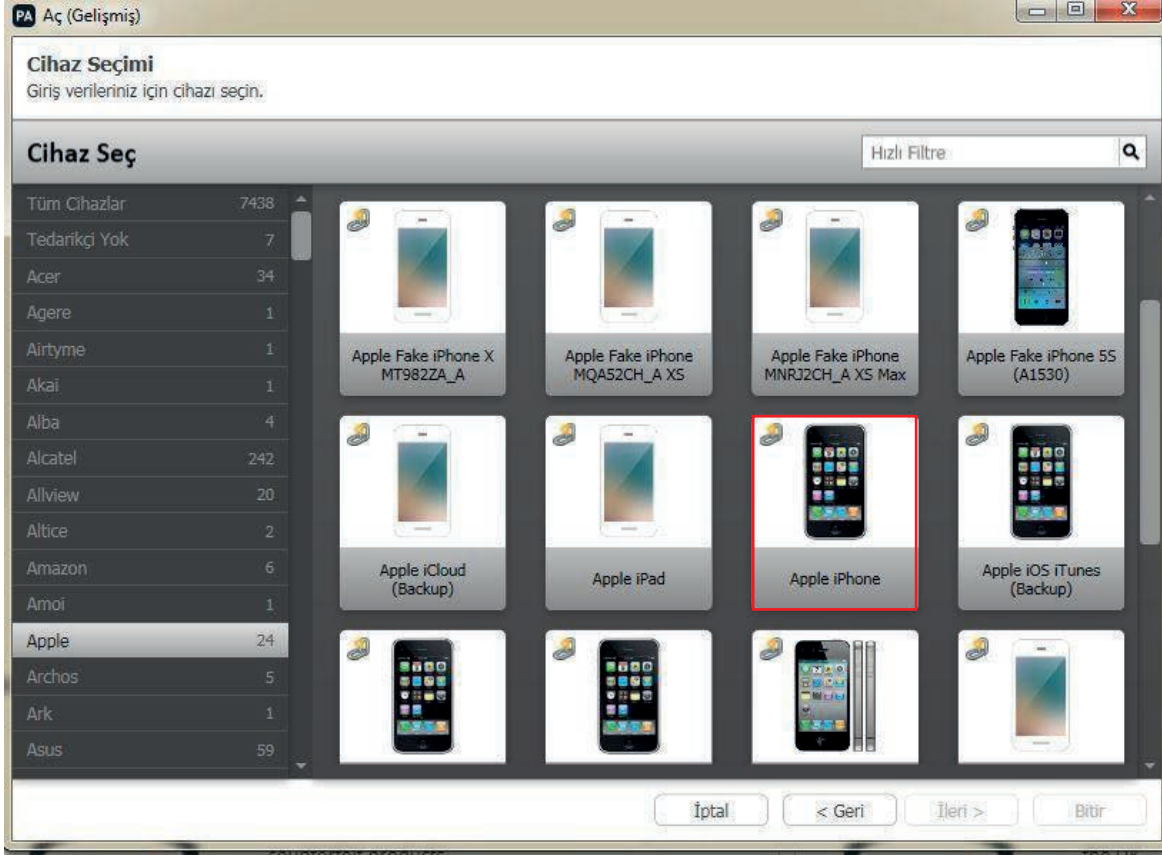 PA Aç (Gelişmiş)
Cihaz Seçimi
Giriş verileriniz için cihazı seçin.
Cihaz Seç
Hızlı Filtre
Tüm Cihazlar 7438
Tedarikçi Yok 7
Acer 34
Agere 1
Airtyme 1
Akai 1
Alba 4
Alcatel 242
Allview 20
Altice 2
Amazon 6
Amoi 1
Apple 24
Archos 5
Ark 1
Asus 59
Apple Fake iPhone X
MT982ZA_A
Apple Fake iPhone
MQA52CH_A XS
Apple Fake iPhone
MNRJ2CH_A XS Max
Apple Fake iPhone 5S
(A1530)
Apple iCloud
(Backup)
Apple iPad
Apple iPhone
Apple iOS iTunes
(Backup)
İptal
< Geri
İleri >
Bitir